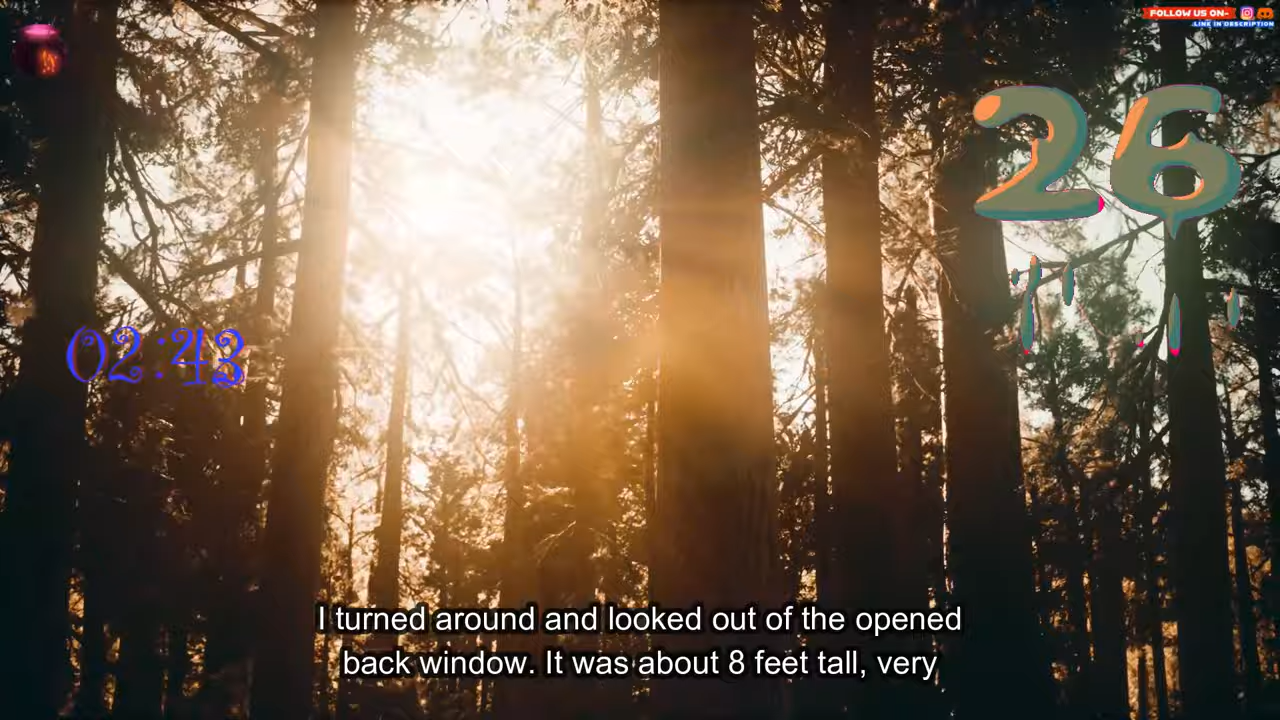 FOLLOW US ON-
LINK IN DESCRIPTION
26
02:43
I turned around and looked out of the opened
back window. It was about 8 feet tall, very